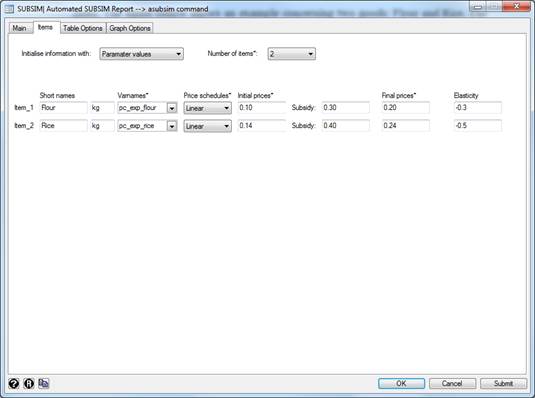 SUBSIM| Automated SUBSIM Report --> asubsim command
Main Items Table Options Graph Options
Initialise information with: Paramater values Number of items*: 2
Short names Varnames* Price schedules* Initial prices* Final prices* Elasticity
Item_1 Flour kg pc_exp_flour Linear 0.10 Subsidy: 0.30 0.20 -0.3
Item_2 Rice kg pc_exp_rice Linear 0.14 Subsidy: 0.40 0.24 -0.5
? R OK Cancel Submit